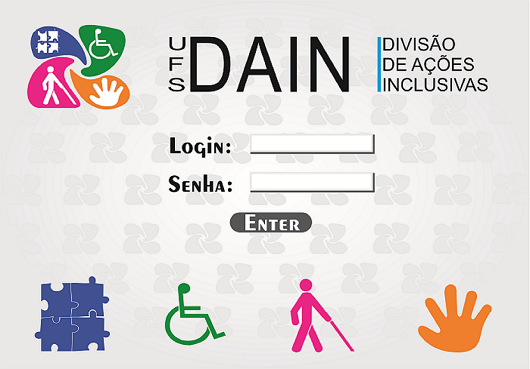 UFS DAIN
DIVISÃO
DE AÇÕES
INCLUSIVAS
Login:
Senha:
Enter